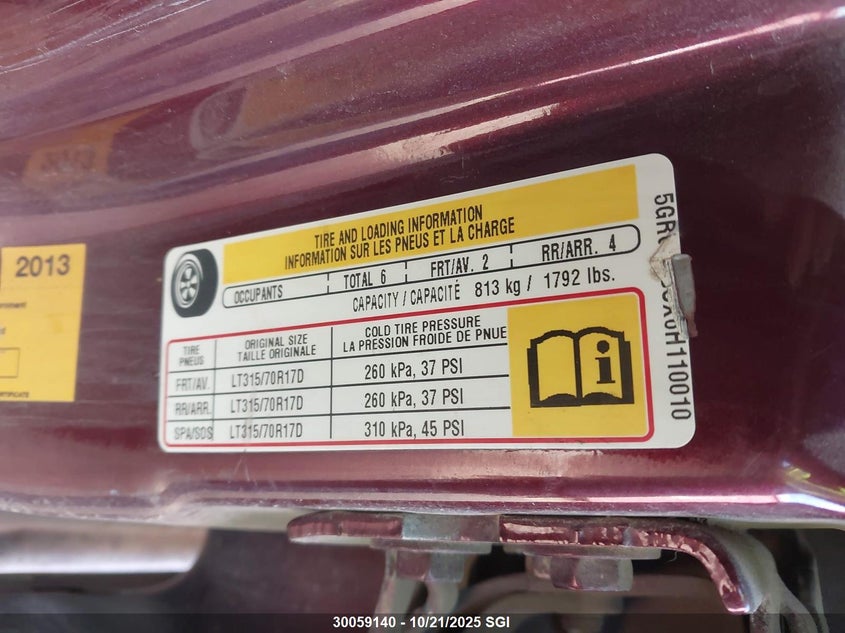 2013
TIRE AND LOADING INFORMATION
INFORMATION SUR LES PNEUS ET LA CHARGE
OCCUPANTS TOTAL 6 FRT/AV. 2 RR/ARR. 4
CAPACITY / CAPACITÉ 813 kg / 1792 lbs.
TIRE
PNEUS
ORIGINAL SIZE
TAILLE ORIGINALE
COLD TIRE PRESSURE
LA PRESSION FROIDE DE PNUE
FRT/AV. LT315/70R17D 260 kPa, 37 PSI
RR/ARR. LT315/70R17D 260 kPa, 37 PSI
SPA/SOS LT315/70R17D 310 kPa, 45 PSI
i
30059140 - 10/21/2025 SGI